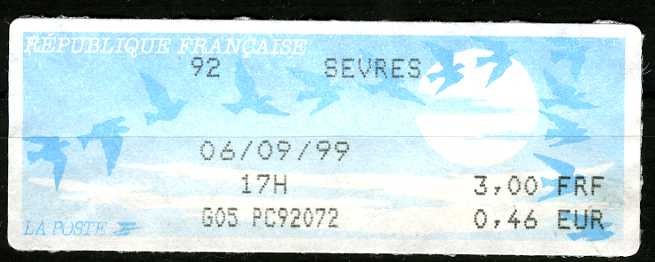 RÉPUBLIQUE FRANÇAISE
92 SEVRES
06/09/99
17H 3,00 FRF
LA POSTE G05 PC92072 0,46 EUR